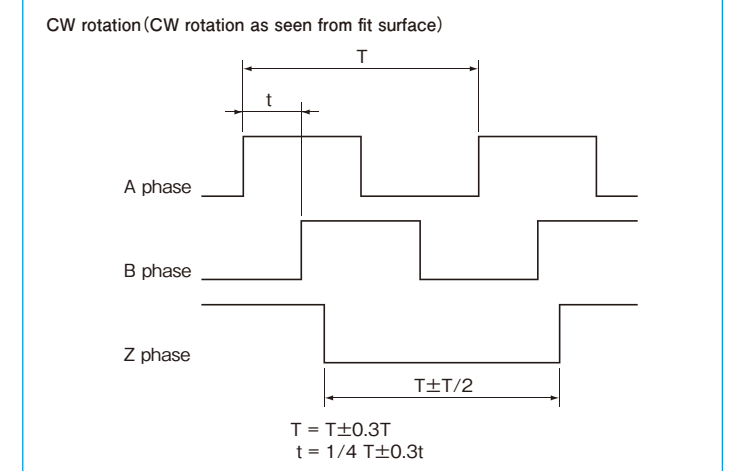 CW rotation(CW rotation as seen from fit surface)
T
t
A phase
B phase
Z phase
T±T/2
T = T±0.3T
t = 1/4 T±0.3t